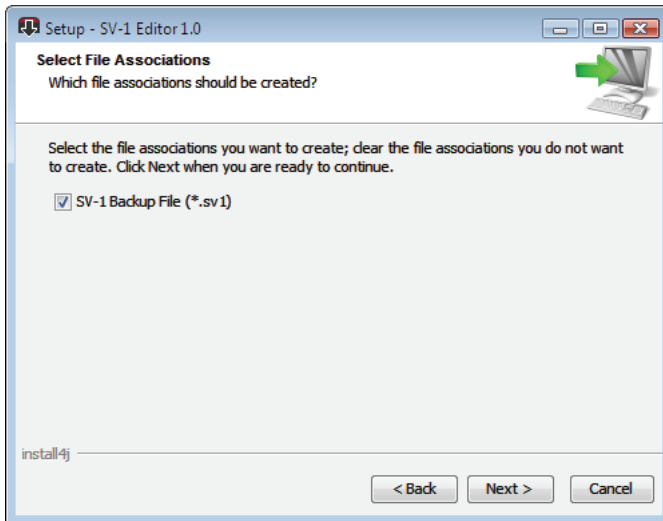 Setup - SV-1 Editor 1.0
Select File Associations
Which file associations should be created?
Select the file associations you want to create; clear the file associations you do not want
to create. Click Next when you are ready to continue.
SV-1 Backup File (*.sv1)
install4j
< Back Next > Cancel